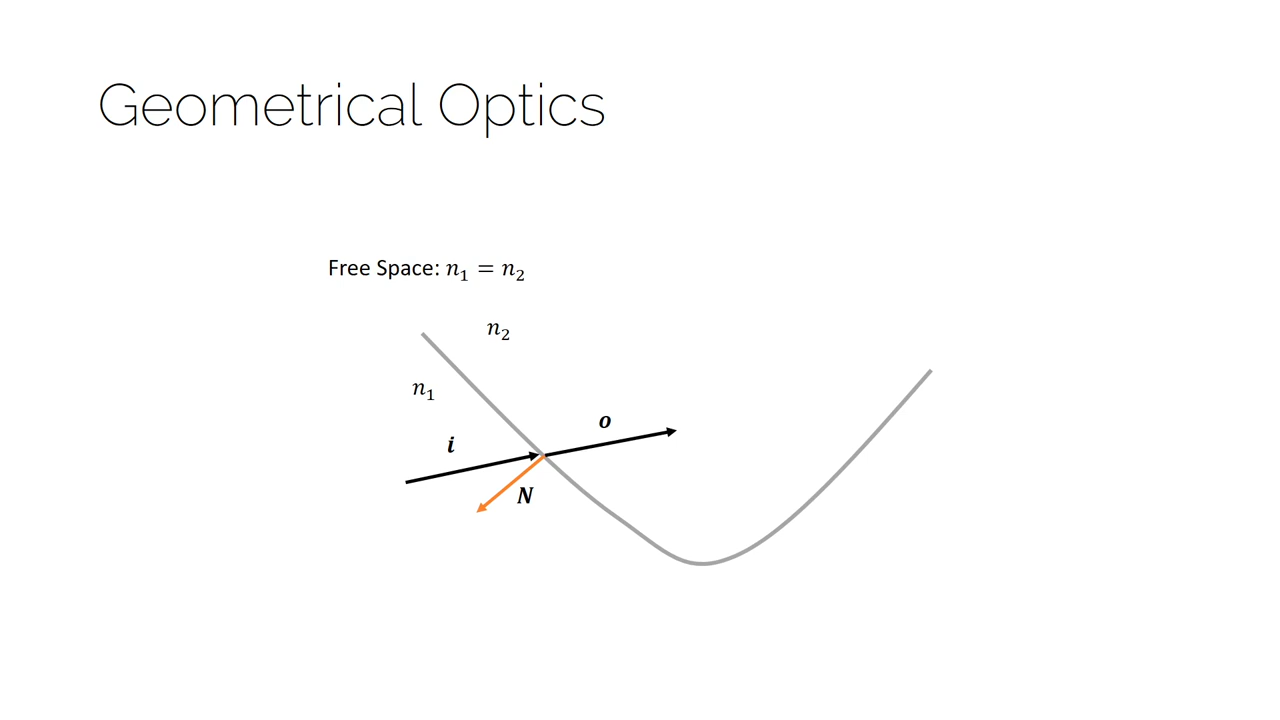 Geometrical Optics
Free Space: n₁ = n₂
n₂
n₁
o
i
N